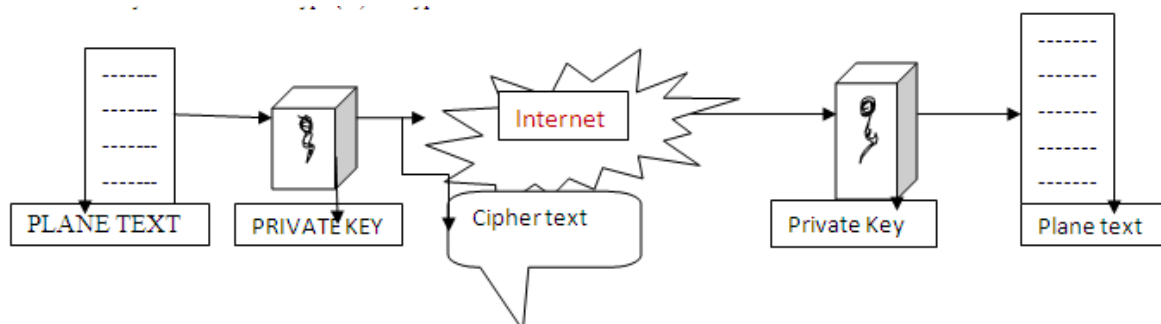 Internet
PLANE TEXT
PRIVATE KEY
Cipher text
Private Key
Plane text